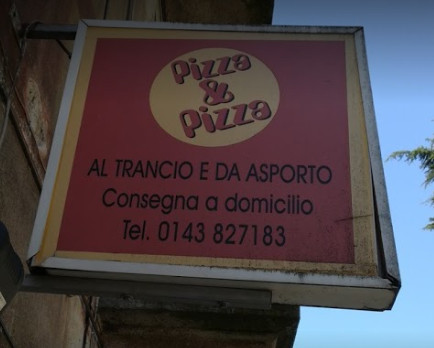 Pizza
&
Pizza
AL TRANCIO E DA ASPORTO
Consegna a domicilio
Tel. 0143 827183